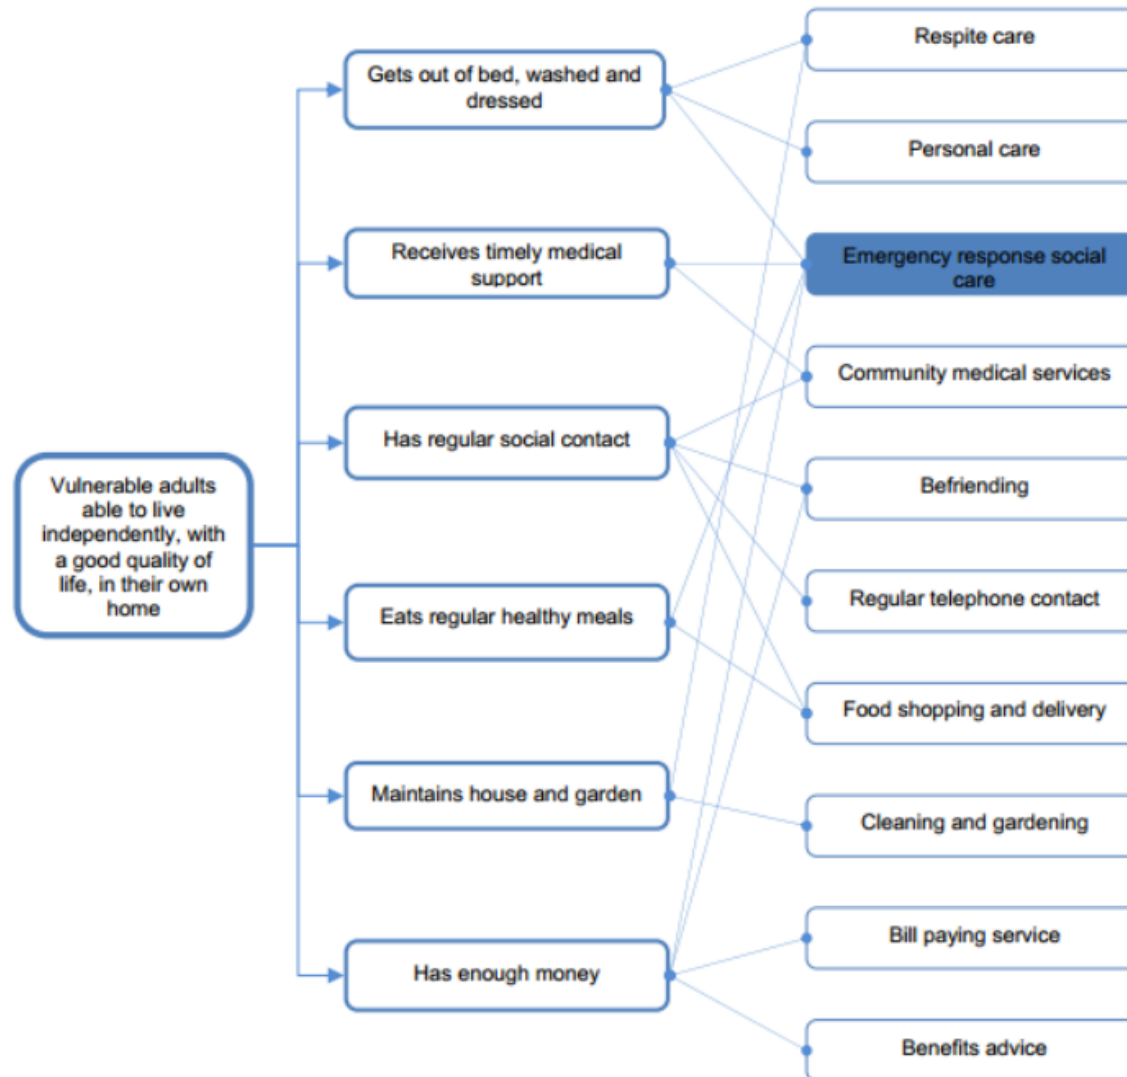 Vulnerable adults
able to live
independently, with
a good quality of
life, in their own
home
Gets out of bed, washed and
dressed
Receives timely medical
support
Has regular social contact
Eats regular healthy meals
Maintains house and garden
Has enough money
Respite care
Personal care
Emergency response social
care
Community medical services
Befriending
Regular telephone contact
Food shopping and delivery
Cleaning and gardening
Bill paying service
Benefits advice